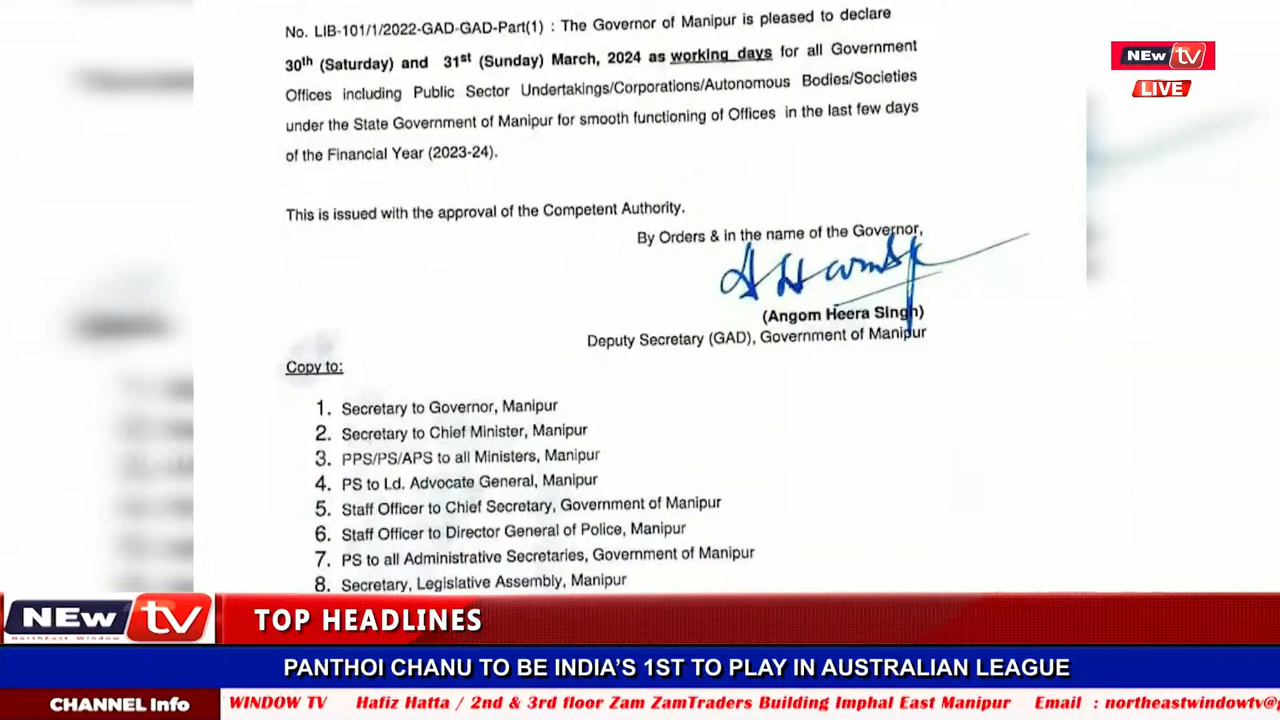 No. LIB-101/1/2022-GAD-GAD-Part(1) : The Governor of Manipur is pleased to declare
30th (Saturday) and 31st (Sunday) March, 2024 as working days for all Government
Offices including Public Sector Undertakings/Corporations/Autonomous Bodies/Societies
under the State Government of Manipur for smooth functioning of Offices in the last few days
of the Financial Year (2023-24).
This is issued with the approval of the Competent Authority.
By Orders & in the name of the Governor,
(Angom Heera Singh)
Deputy Secretary (GAD), Government of Manipur
Copy to:
1. Secretary to Governor, Manipur
2. Secretary to Chief Minister, Manipur
3. PPS/PS/APS to all Ministers, Manipur
4. PS to Ld. Advocate General, Manipur
5. Staff Officer to Chief Secretary, Government of Manipur
6. Staff Officer to Director General of Police, Manipur
7. PS to all Administrative Secretaries, Government of Manipur
8. Secretary, Legislative Assembly, Manipur
NEW tv
LIVE
NEw tv
NorthEast Window
TOP HEADLINES
PANTHOI CHANU TO BE INDIA'S 1ST TO PLAY IN AUSTRALIAN LEAGUE
CHANNEL Info
WINDOW TV Hafiz Hatta / 2nd & 3rd floor Zam ZamTraders Building Imphal East Manipur Email : northeastwindowtv@